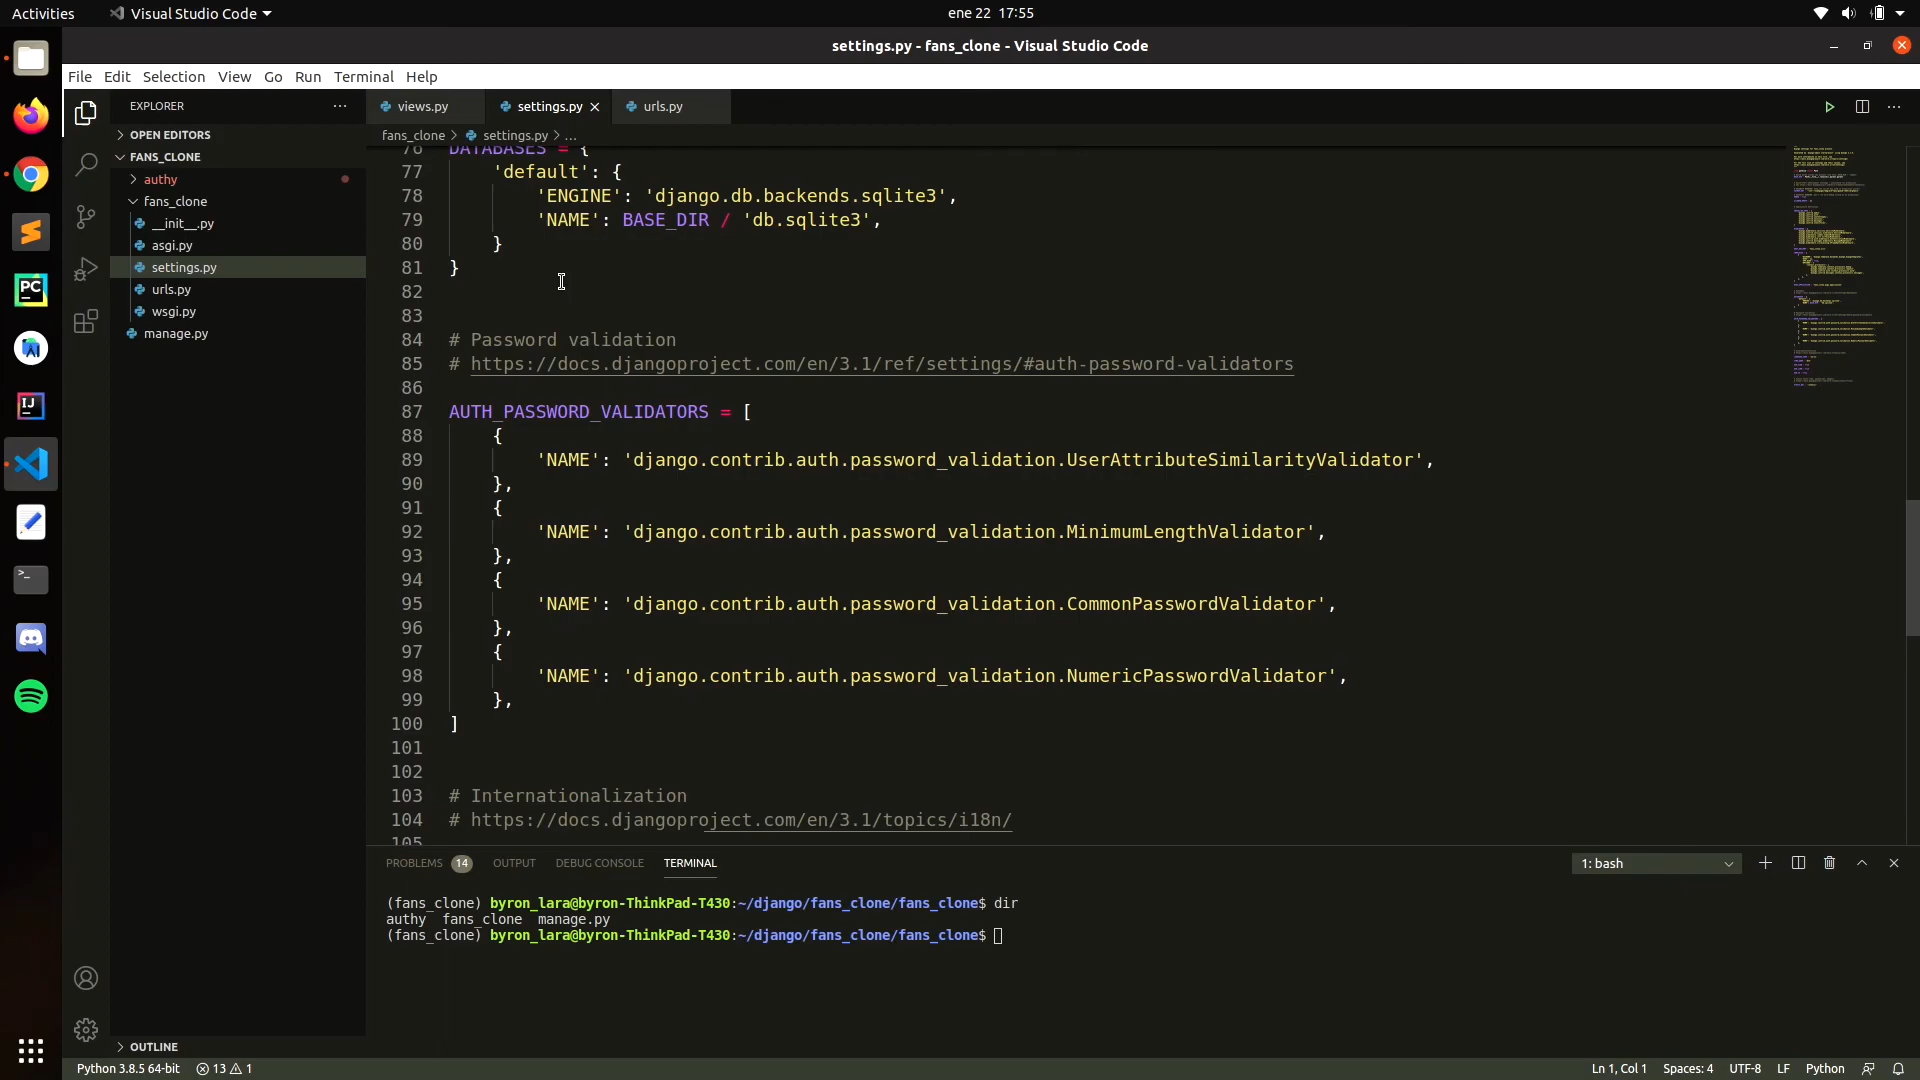 Activities
Visual Studio Code
ene 22 17:55
settings.py - fans_clone - Visual Studio Code
File Edit Selection View Go Run Terminal Help
EXPLORER
views.py
settings.py
urls.py
OPEN EDITORS
FANS_CLONE
authy
fans_clone
__init__.py
asgi.py
settings.py
urls.py
wsgi.py
manage.py
OUTLINE
fans_clone > settings.py > ...
76 DATABASES = {
77 'default': {
78 'ENGINE': 'django.db.backends.sqlite3',
79 'NAME': BASE_DIR / 'db.sqlite3',
80 }
81 }
82
83
84 # Password validation
85 # https://docs.djangoproject.com/en/3.1/ref/settings/#auth-password-validators
86
87 AUTH_PASSWORD_VALIDATORS = [
88 {
89 'NAME': 'django.contrib.auth.password_validation.UserAttributeSimilarityValidator',
90 },
91 {
92 'NAME': 'django.contrib.auth.password_validation.MinimumLengthValidator',
93 },
94 {
95 'NAME': 'django.contrib.auth.password_validation.CommonPasswordValidator',
96 },
97 {
98 'NAME': 'django.contrib.auth.password_validation.NumericPasswordValidator',
99 },
100 ]
101
102
103 # Internationalization
104 # https://docs.djangoproject.com/en/3.1/topics/i18n/
105
PROBLEMS 14 OUTPUT DEBUG CONSOLE TERMINAL
1: bash
(fans_clone) byron_lara@byron-ThinkPad-T430:~/django/fans_clone/fans_clone$ dir
authy fans_clone manage.py
(fans_clone) byron_lara@byron-ThinkPad-T430:~/django/fans_clone/fans_clone$
Python 3.8.5 64-bit
13
1
Ln 1, Col 1
Spaces: 4
UTF-8
LF
Python